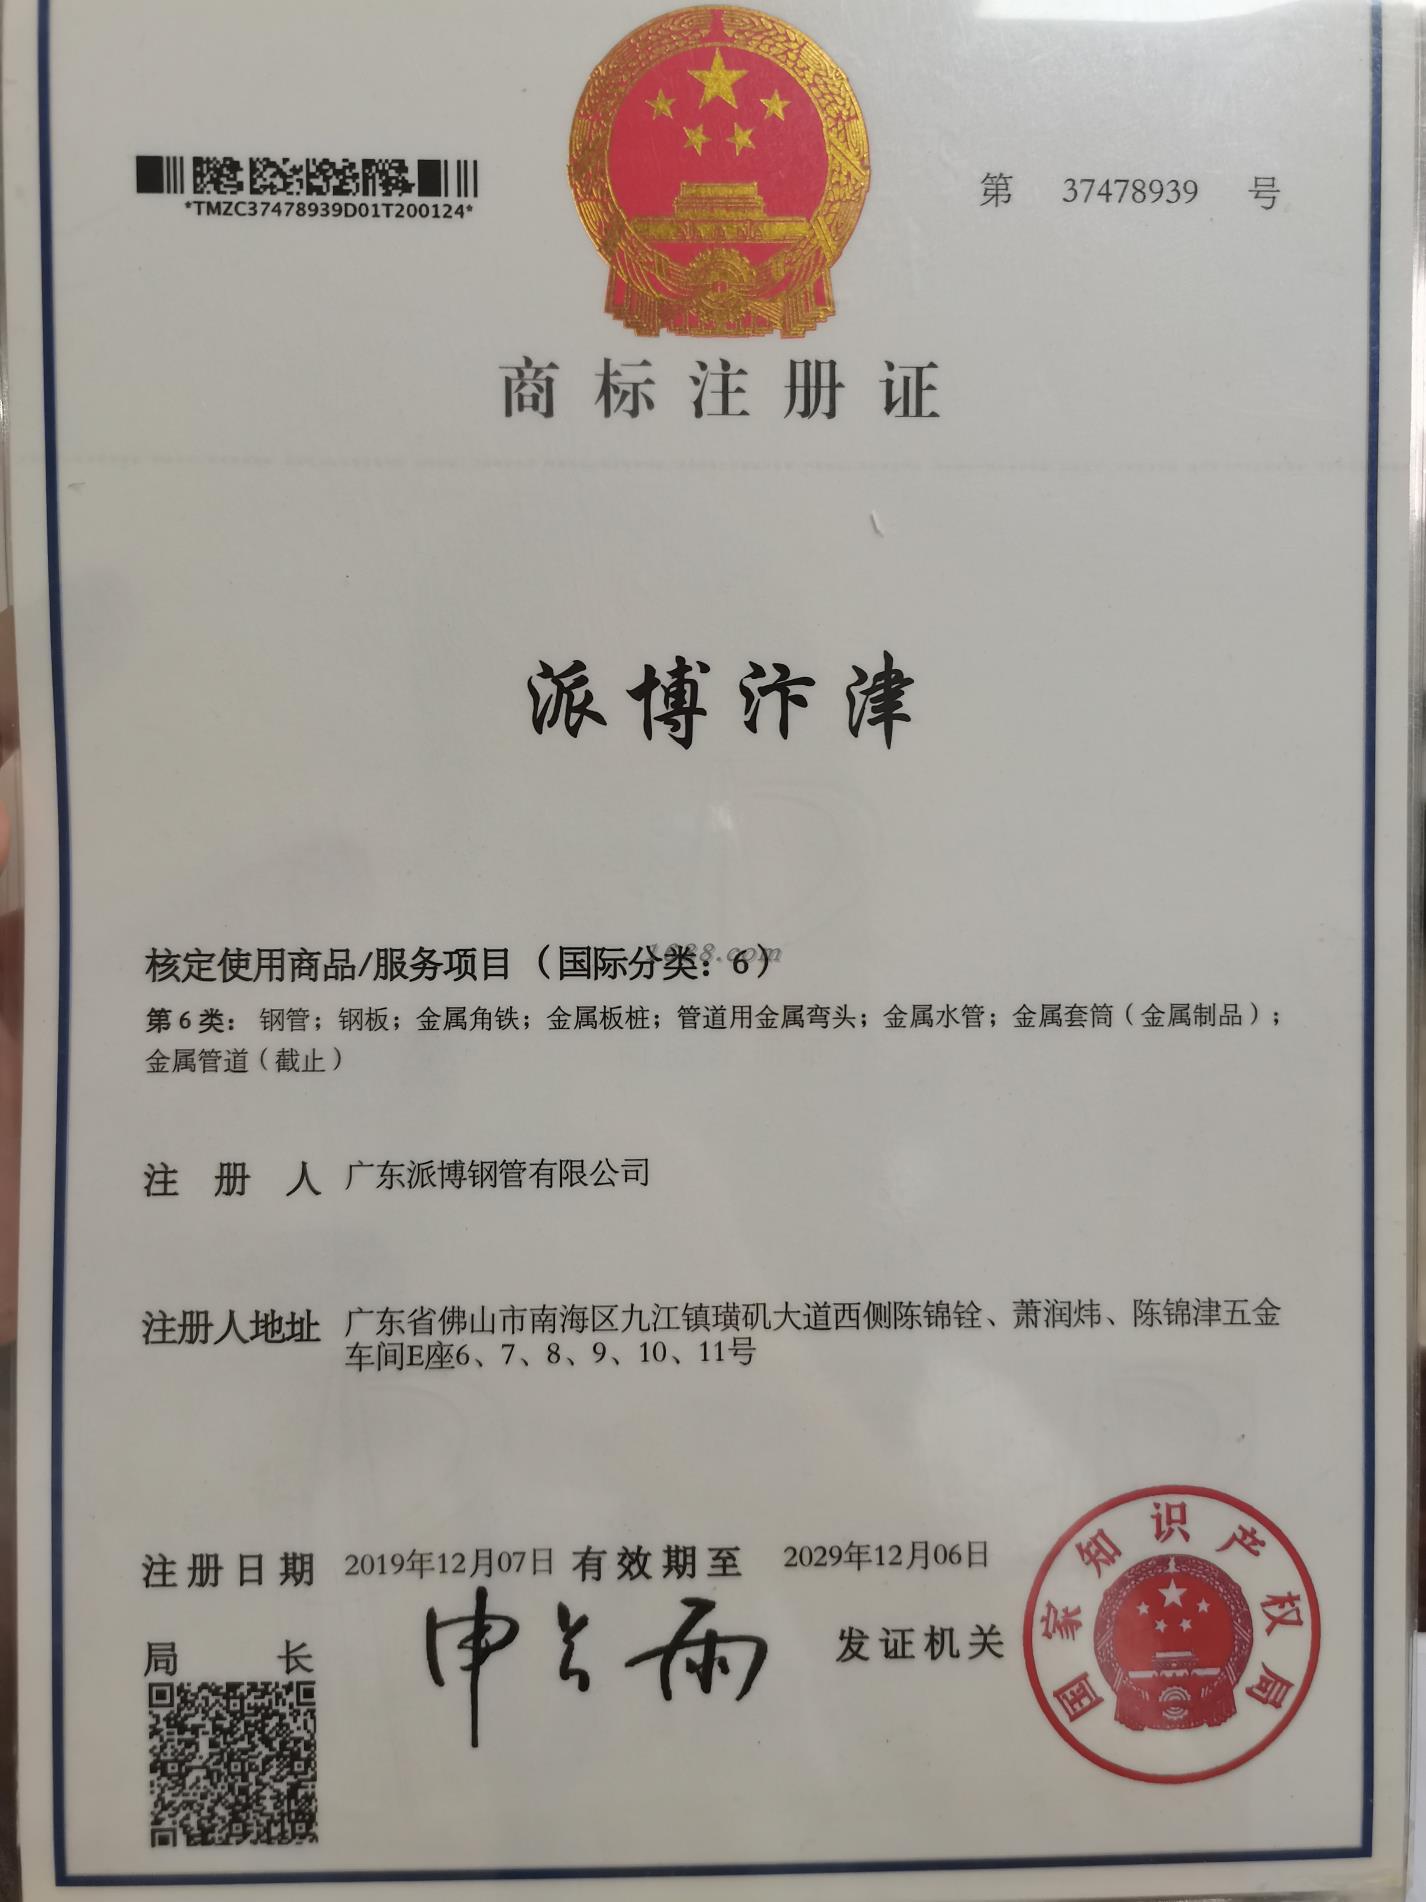 *TMZC37478939D01T200124*
第 37478939 号
商标注册证
派博汴津
核定使用商品/服务项目（国际分类：6）
1688.com
第6类：钢管；钢板；金属角铁；金属板桩；管道用金属弯头；金属水管；金属套筒（金属制品）；
金属管道（截止）
注册人 广东派博钢管有限公司
注册人地址 广东省佛山市南海区九江镇璜矶大道西侧陈锦铨、萧润炜、陈锦津五金
车间E座6、7、8、9、10、11号
注册日期 2019年12月07日 有效期至 2029年12月06日
局长 申长雨 发证机关
国家知识产权局